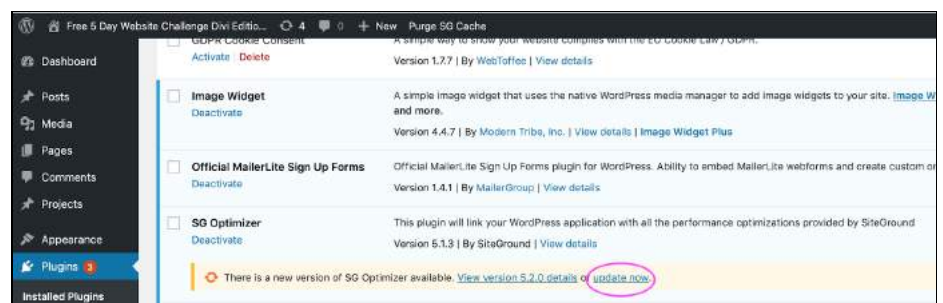 Free 5 Day Website Challenge Divi Editio... 4 0 + New Purge SG Cache
Dashboard
Posts
Media
Pages
Comments
Projects
Appearance
Plugins 3
Installed Plugins
GDPR Cookie Consent
Activate | Delete
A simple way to show your website complies with the EU Cookie Law / GDPR.
Version 1.7.7 | By WebToffee | View details
Image Widget
Deactivate
A simple image widget that uses the native WordPress media manager to add image widgets to your site. Image W
and more.
Version 4.4.7 | By Modern Tribe, Inc. | View details | Image Widget Plus
Official MailerLite Sign Up Forms
Deactivate
Official MailerLite Sign Up Forms plugin for WordPress. Ability to embed MailerLite webforms and create custom or
Version 1.4.1 | By MailerGroup | View details
SG Optimizer
Deactivate
This plugin will link your WordPress application with all the performance optimizations provided by SiteGround
Version 5.1.3 | By SiteGround | View details
There is a new version of SG Optimizer available. View version 5.2.0 details or update now.